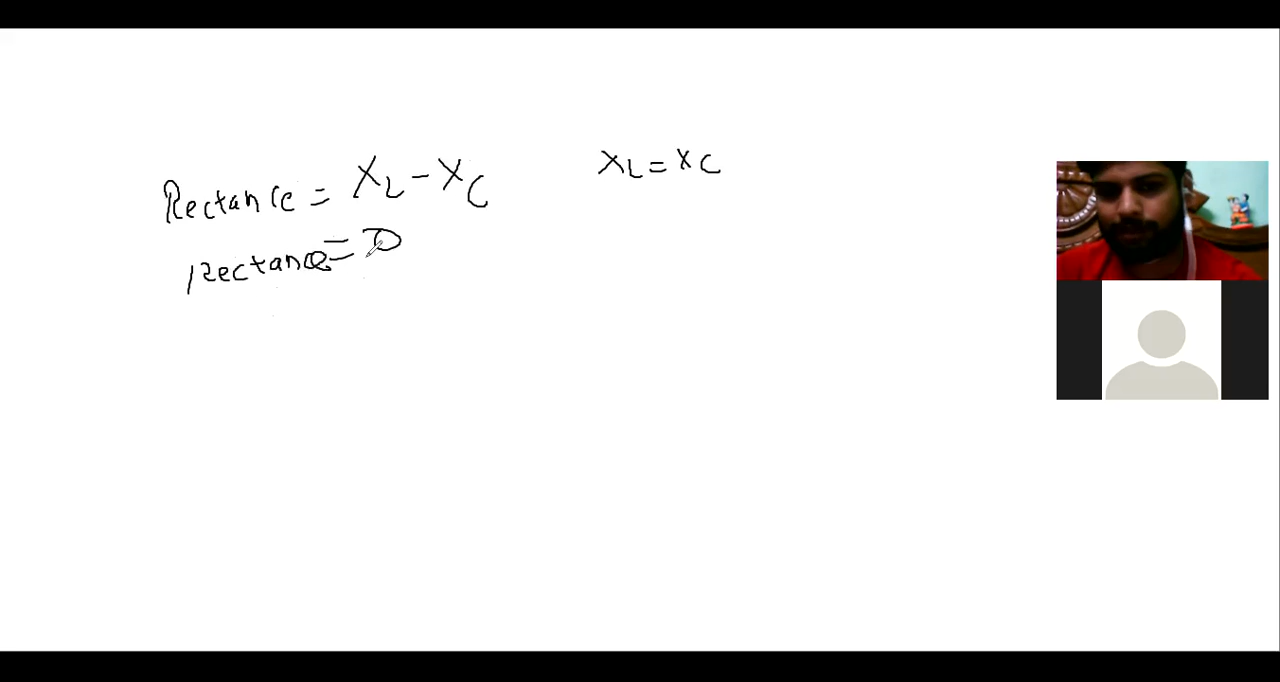 Rectance = XL - XC
XL = XC
Rectance = 0